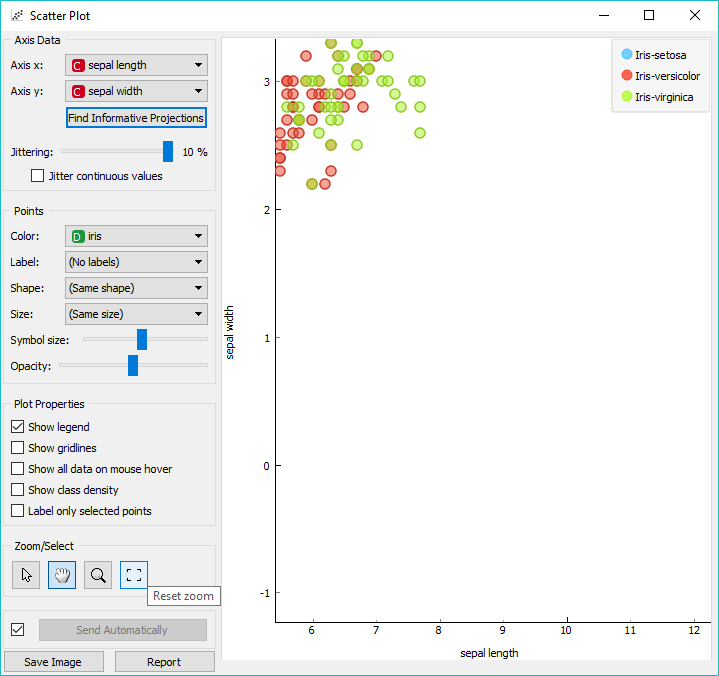 Scatter Plot
Axis Data
Axis x: C sepal length
Axis y: C sepal width
Find Informative Projections
Jittering: 10 %
Jitter continuous values
Points
Color: D iris
Label: (No labels)
Shape: (Same shape)
Size: (Same size)
Symbol size:
Opacity:
Plot Properties
Show legend
Show gridlines
Show all data on mouse hover
Show class density
Label only selected points
Zoom/Select
Reset zoom
Send Automatically
Save Image Report
Iris-setosa
Iris-versicolor
Iris-virginica
3
2
1
0
-1
sepal width
6 7 8 9 10 11 12
sepal length